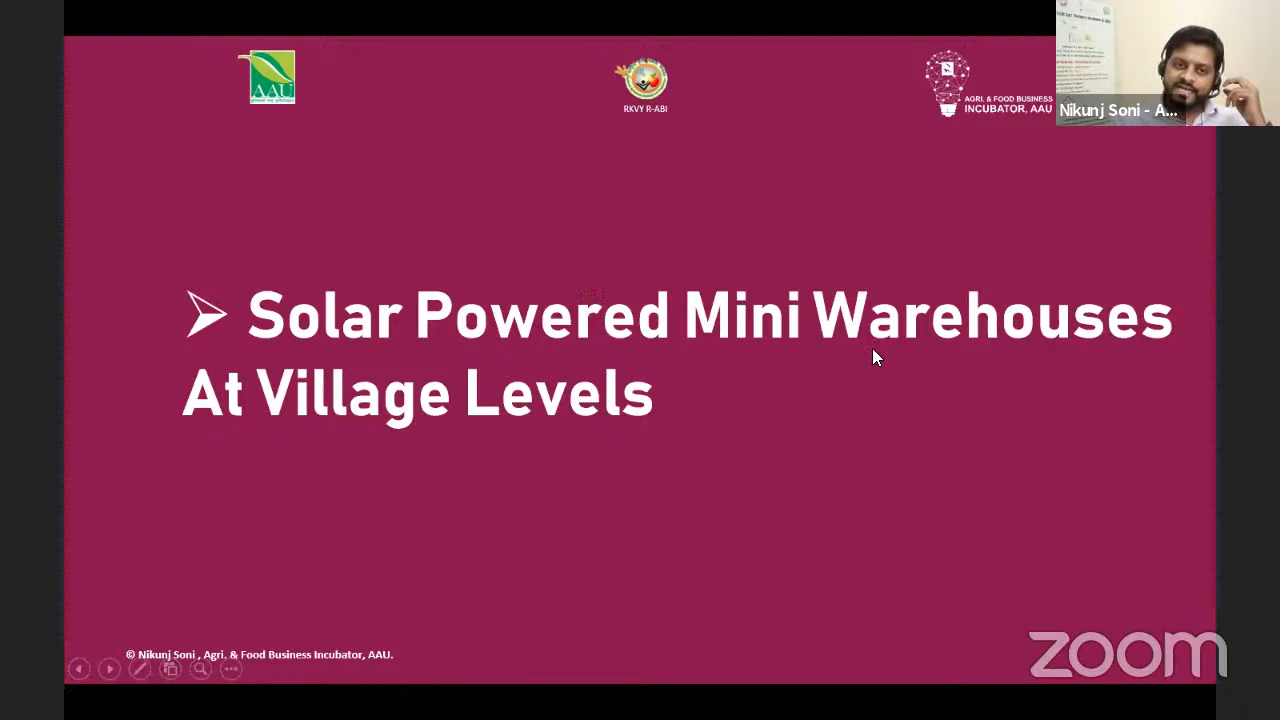 AAU
RKVY R-ABI
AGRI. & FOOD BUSINESS
INCUBATOR, AAU
Nikunj Soni - A...
➢ Solar Powered Mini Warehouses
At Village Levels
© Nikunj Soni , Agri. & Food Business Incubator, AAU.
zoom